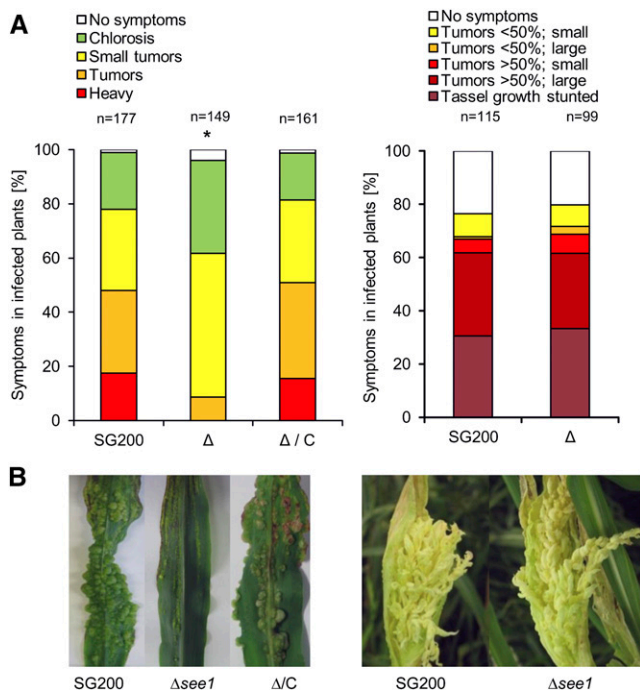 A
No symptoms
Chlorosis
Small tumors
Tumors
Heavy
n=177
n=149
n=161
*
Symptoms in infected plants [%]
100
80
60
40
20
0
SG200
Δ
Δ / C
No symptoms
Tumors <50%; small
Tumors <50%; large
Tumors >50%; small
Tumors >50%; large
Tassel growth stunted
n=115
n=99
Symptoms in infected plants [%]
100
80
60
40
20
0
SG200
Δ
B
SG200
Δsee1
Δ/C
SG200
Δsee1